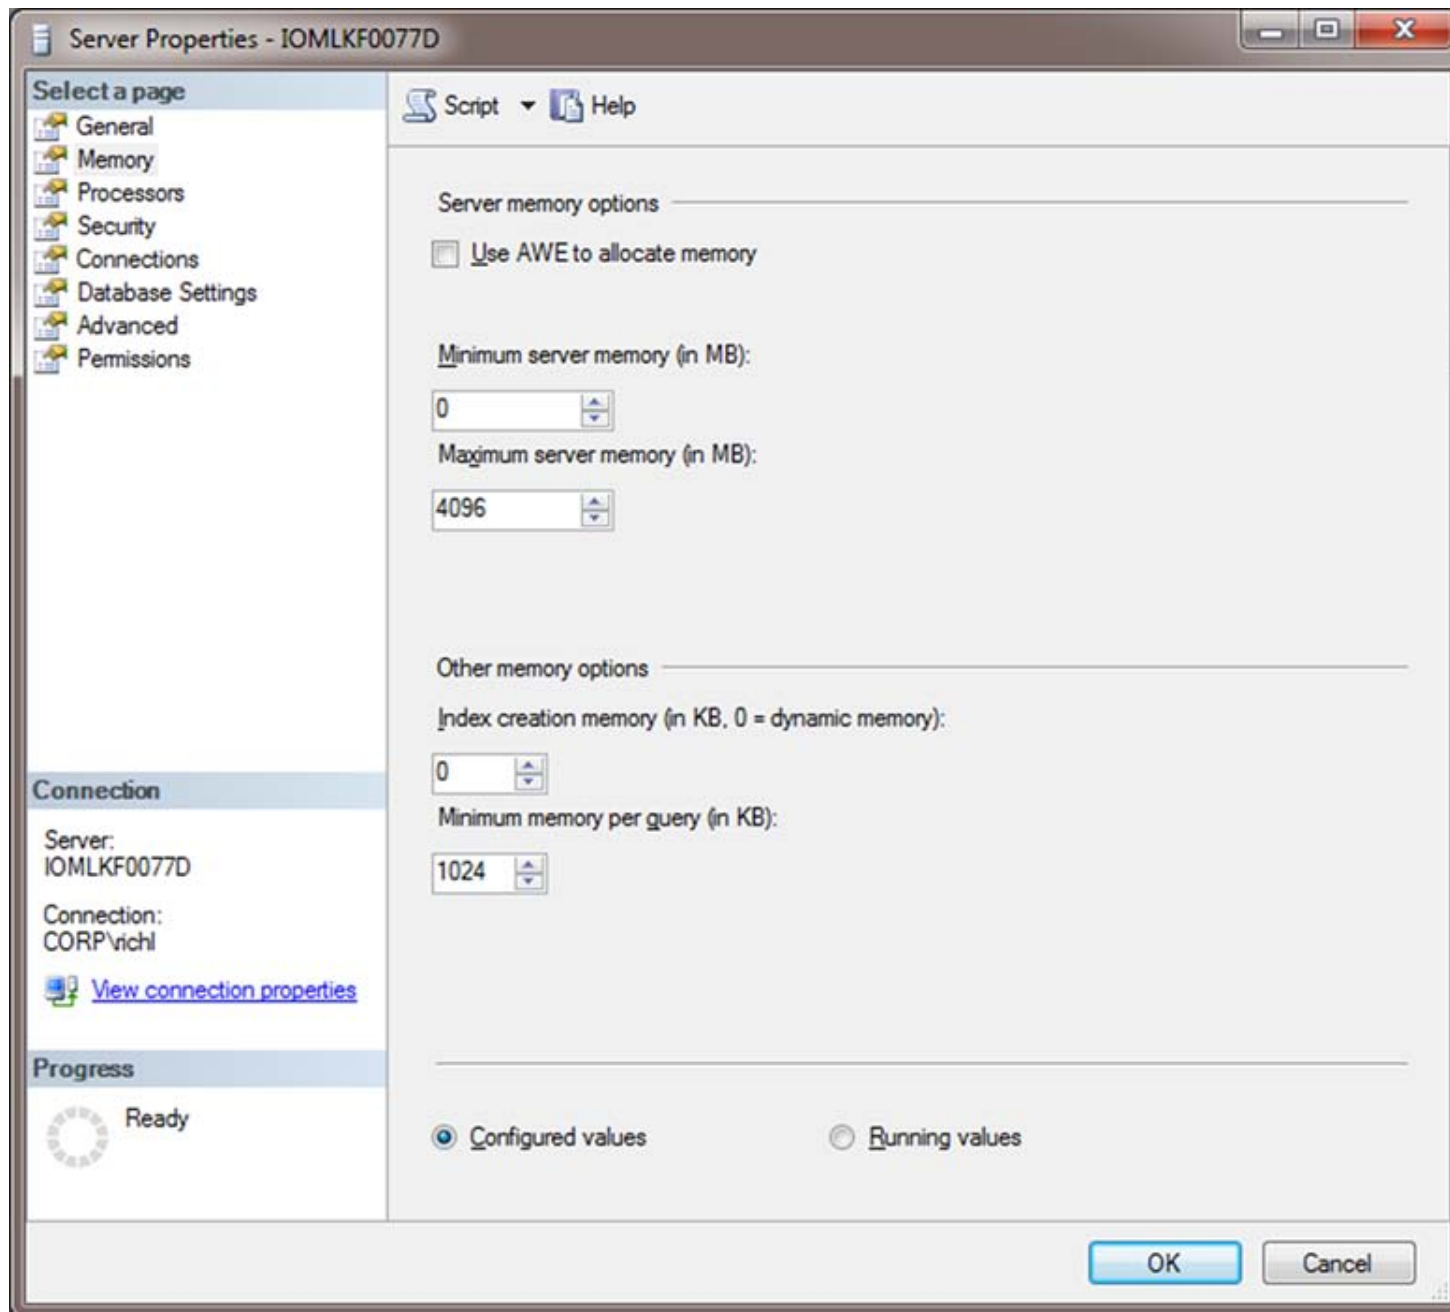 Server Properties - IOMLKF0077D
Select a page
General
Memory
Processors
Security
Connections
Database Settings
Advanced
Permissions
Connection
Server:
IOMLKF0077D
Connection:
CORP\richl
View connection properties
Progress
Ready
Script Help
Server memory options
Use AWE to allocate memory
Minimum server memory (in MB):
0
Maximum server memory (in MB):
4096
Other memory options
Index creation memory (in KB, 0 = dynamic memory):
0
Minimum memory per query (in KB):
1024
Configured values Running values
OK Cancel